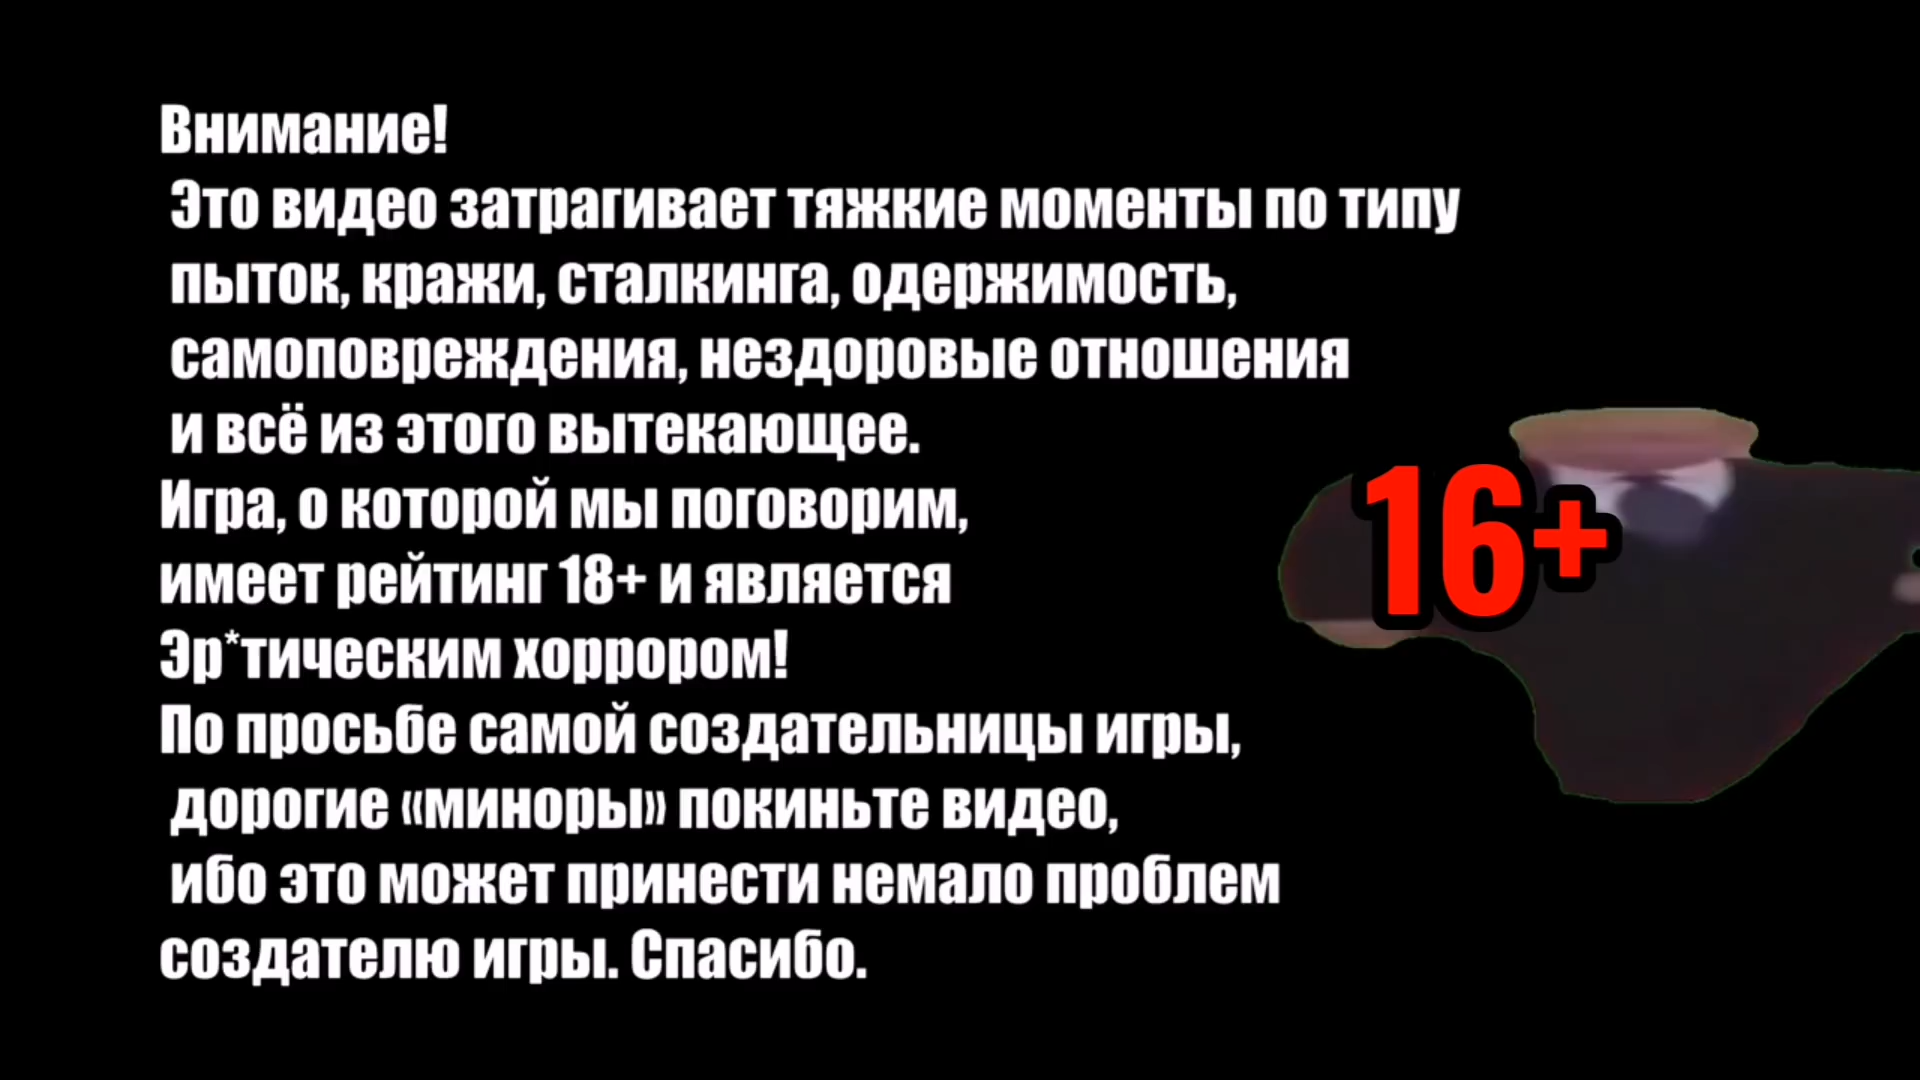 Внимание!
Это видео затрагивает тяжкие моменты по типу
пыток, кражи, сталкинга, одержимость,
самоповреждения, нездоровые отношения
и всё из этого вытекающее.
Игра, о которой мы поговорим,
имеет рейтинг 18+ и является
Эр*тическим хоррором!
По просьбе самой создательницы игры,
дорогие «миноры» покиньте видео,
ибо это может принести немало проблем
создателю игры. Спасибо.
16+